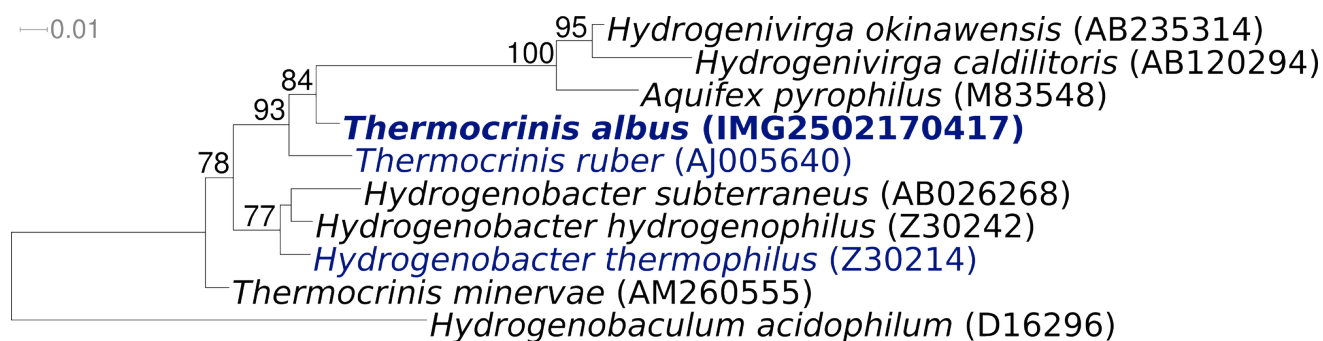 0.01
95
Hydrogenivirga okinawensis (AB235314)
100
Hydrogenivirga caldilitoris (AB120294)
84
Aquifex pyrophilus (M83548)
93
Thermocrinis albus (IMG2502170417)
78
Thermocrinis ruber (AJ005640)
Hydrogenobacter subterraneus (AB026268)
77
Hydrogenobacter hydrogenophilus (Z30242)
Hydrogenobacter thermophilus (Z30214)
Thermocrinis minervae (AM260555)
Hydrogenobaculum acidophilum (D16296)